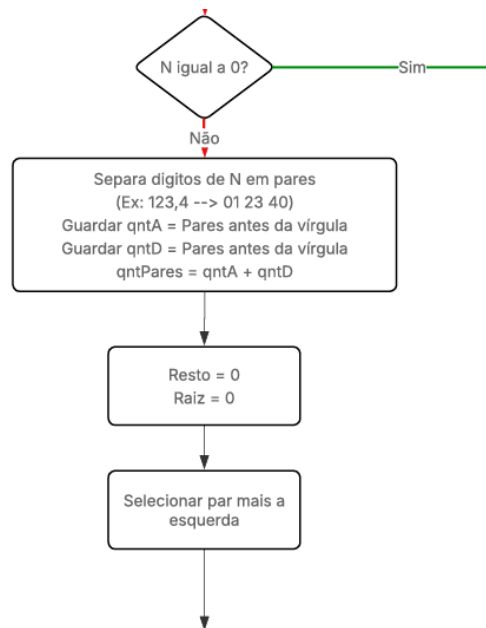 N igual a 0?
Sim
Não
Separa digitos de N em pares
(Ex: 123,4 --> 01 23 40)
Guardar qntA = Pares antes da vírgula
Guardar qntD = Pares antes da vírgula
qntPares = qntA + qntD
Resto = 0
Raiz = 0
Selecionar par mais a
esquerda